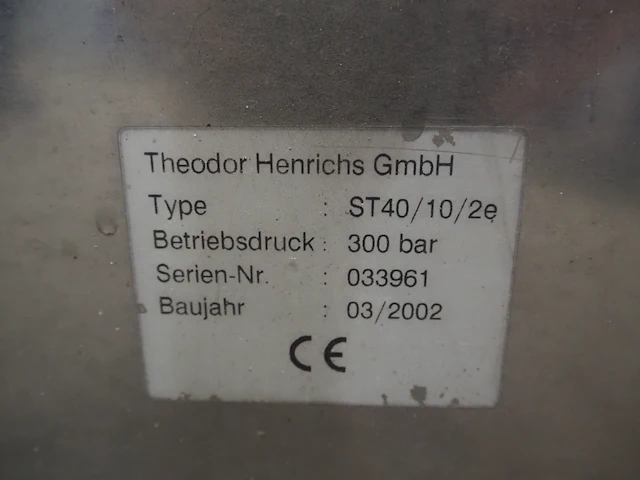 Theodor Henrichs GmbH
Type : ST40/10/2e
Betriebsdruck : 300 bar
Serien-Nr. : 033961
Baujahr : 03/2002
CE